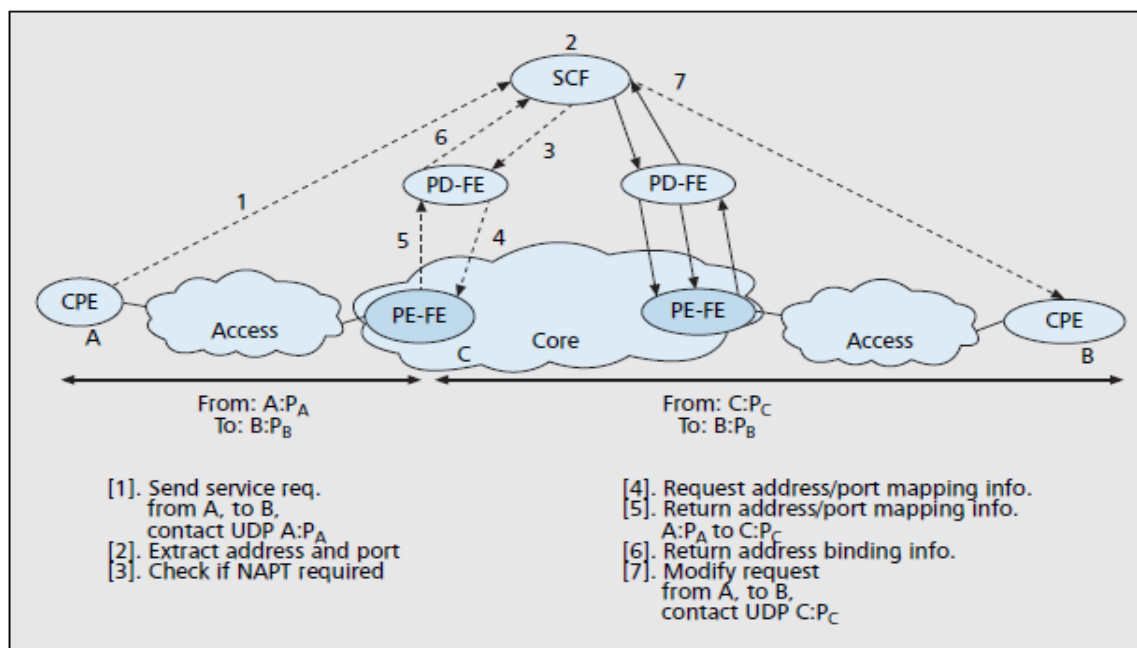 2
SCF
7
6
3
PD-FE
PD-FE
1
5
4
CPE
A
Access
PE-FE
C
Core
PE-FE
Access
CPE
B
From: A:PA
To: B:PB
From: C:PC
To: B:PB
[1]. Send service req.
from A, to B,
contact UDP A:PA
[2]. Extract address and port
[3]. Check if NAPT required
[4]. Request address/port mapping info.
[5]. Return address/port mapping info.
A:PA to C:PC
[6]. Return address binding info.
[7]. Modify request
from A, to B,
contact UDP C:PC